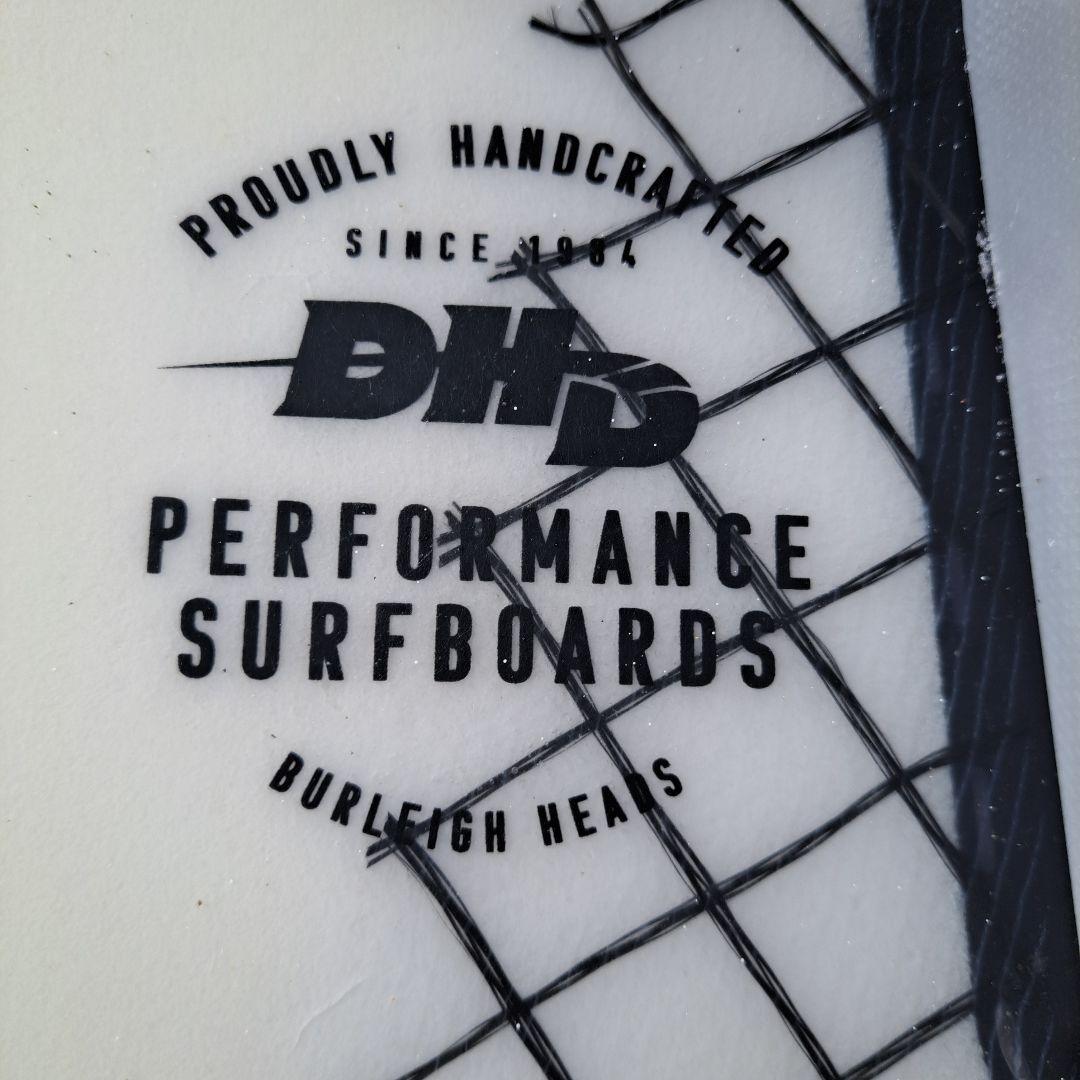 PROUDLY HANDCRAFTED
SINCE 1984
DHD
PERFORMANCE
SURFBOARDS
BURLEIGH HEADS